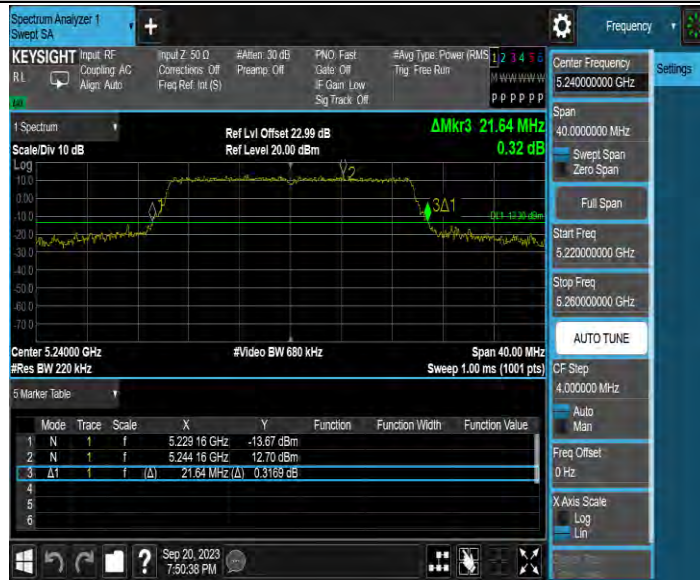 Spectrum Analyzer 1
Swept SA
Frequency
KEYSIGHT Input: RF Input Z: 50 Ω #Atten: 30 dB PNO: Fast #Avg Type: Power (RMS 1 2 3 4 5 6
RL Coupling: AC Corrections: Off Preamp: Off Gate: Off Trig: Free Run M W W W W W
Align: Auto Freq Ref: Int (S) IF Gain: Low
Sig Track: Off P P P P P P
Center Frequency
5.240000000 GHz
Settings
Span
40.0000000 MHz
Swept Span
Zero Span
Full Span
Start Freq
5.220000000 GHz
Stop Freq
5.260000000 GHz
AUTO TUNE
CF Step
4.000000 MHz
Auto
Man
Freq Offset
0 Hz
X Axis Scale
Log
Lin
1 Spectrum
Ref Lvl Offset 22.99 dB ΔMkr3 21.64 MHz
Scale/Div 10 dB Ref Level 20.00 dBm 0.32 dB
Log
10.0
0.00
-10.0
-20.0
-30.0
-40.0
-50.0
-60.0
-70.0
2
1
3Δ1
Center 5.24000 GHz #Video BW 680 kHz Span 40.00 MHz
#Res BW 220 kHz Sweep 1.00 ms (1001 pts)
5 Marker Table
Mode Trace Scale X Y Function Function Width Function Value
1 N 1 f 5.229 16 GHz -13.67 dBm
2 N 1 f 5.244 16 GHz 12.70 dBm
3 Δ1 1 f (Δ) 21.64 MHz (Δ) 0.3169 dB
4
5
6
Sep 20, 2023
7:50:38 PM